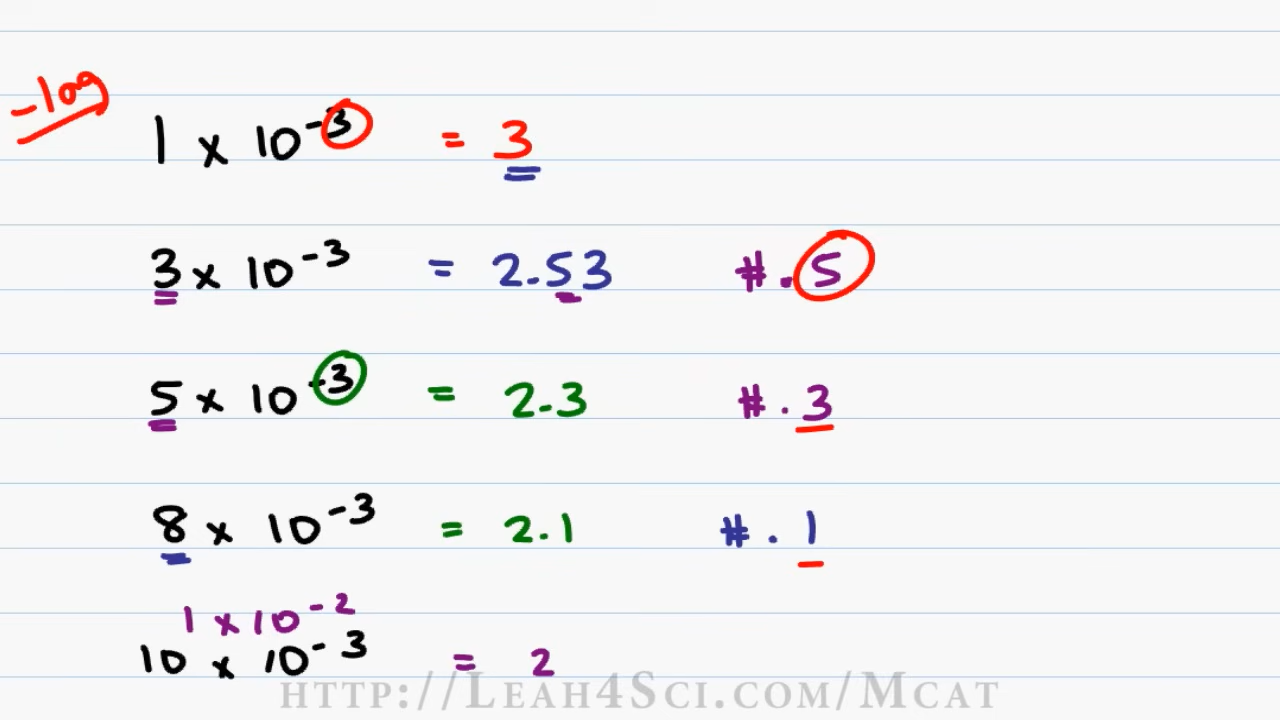 -log
1 x 10⁻³ = 3
3 x 10⁻³ = 2.53 #.5
5 x 10⁻³ = 2.3 #.3
8 x 10⁻³ = 2.1 #.1
1 x 10⁻²
10 x 10⁻³ = 2
HTTP://LEAH4SCI.COM/MCAT